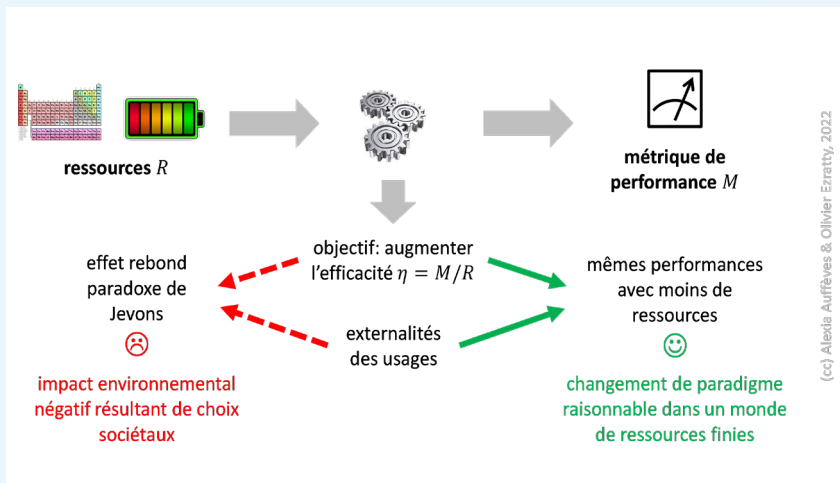 ressources R
métrique de
performance M
objectif: augmenter
l'efficacité η = M/R
effet rebond
paradoxe de
Jevons
mêmes performances
avec moins de
ressources
externalités
des usages
impact environnemental
négatif résultant de choix
sociétaux
changement de paradigme
raisonnable dans un monde
de ressources finies
(cc) Alexia Auffèves & Olivier Ezratty, 2022